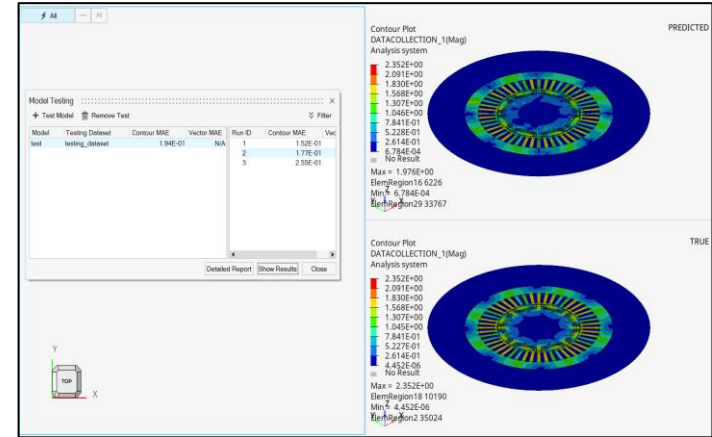 All
Model Testing
Test Model Remove Test Filter
Model Testing Dataset Contour MAE Vector MAE
test testing_dataset 1.94E-01 N/A
Run ID Contour MAE Vec
1 1.52E-01
2 1.77E-01
3 2.55E-01
Detailed Report Show Results Close
Y
TOP
X
Contour Plot
PREDICTED
DATACOLLECTION_1(Mag)
Analysis system
2.352E+00
2.091E+00
1.830E+00
1.568E+00
1.307E+00
1.046E+00
7.841E-01
5.228E-01
2.614E-01
6.784E-04
No Result
Max = 1.976E+00
ElemRegion16 6226
Min = 6.784E-04
ElemRegion29 33767
Z
Contour Plot
TRUE
DATACOLLECTION_1(Mag)
Analysis system
2.352E+00
2.091E+00
1.830E+00
1.568E+00
1.307E+00
1.045E+00
7.841E-01
5.227E-01
2.614E-01
4.452E-06
No Result
Max = 2.352E+00
ElemRegion18 10190
Min = 4.452E-06
ElemRegion2 35024
Z